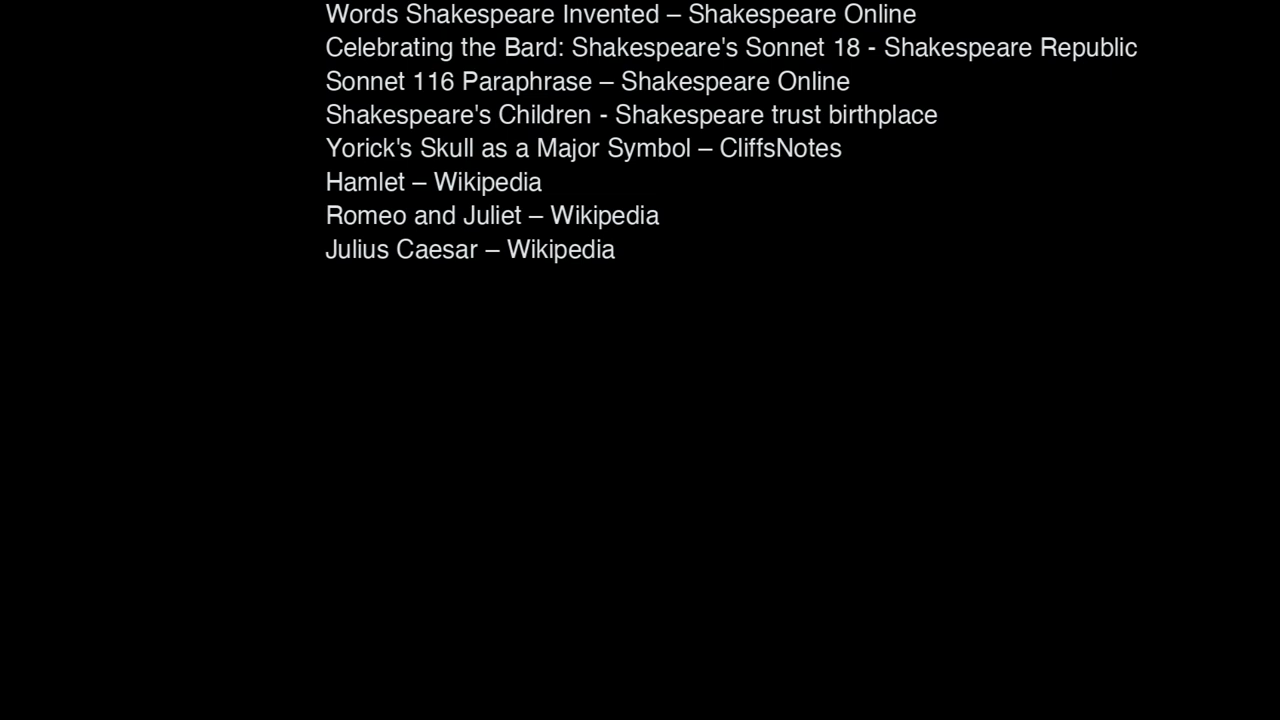 Words Shakespeare Invented – Shakespeare Online
Celebrating the Bard: Shakespeare's Sonnet 18 - Shakespeare Republic
Sonnet 116 Paraphrase – Shakespeare Online
Shakespeare's Children - Shakespeare trust birthplace
Yorick's Skull as a Major Symbol – CliffsNotes
Hamlet – Wikipedia
Romeo and Juliet – Wikipedia
Julius Caesar – Wikipedia